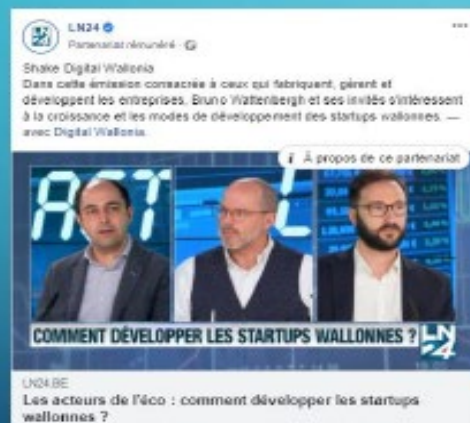 LN24
Partenariat rémunéré
Shake Digital Wallonia
Dans cette émission consacrée à ceux qui fabriquent, gèrent et
développent les entreprises, Bruno Wattenbergh et ses invités s'intéressent
à la croissance et les modes de développement des startups wallonnes. —
avec Digital Wallonia.
i À propos de ce partenariat
COMMENT DÉVELOPPER LES STARTUPS WALLONNES ?
LN
24
LN24.BE
Les acteurs de l'éco : comment développer les startups
wallonnes ?